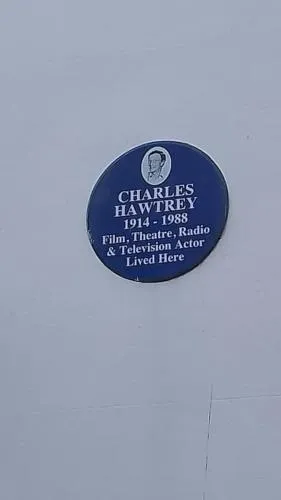 CHARLES
HAWTREY
1914 - 1988
Film, Theatre, Radio
& Television Actor
Lived Here